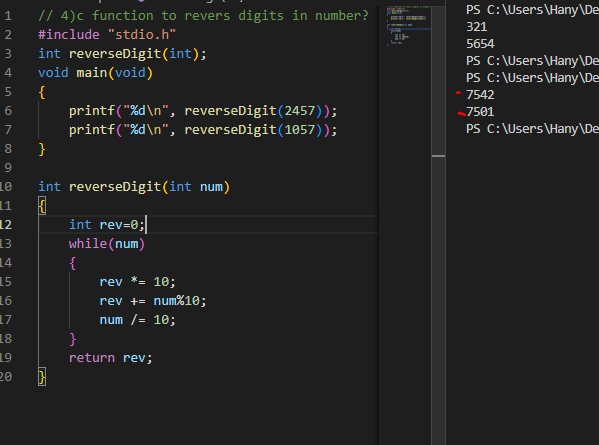 1 // 4)c function to revers digits in number?
2 #include "stdio.h"
3 int reverseDigit(int);
4 void main(void)
5 {
6 printf("%d\n", reverseDigit(2457));
7 printf("%d\n", reverseDigit(1057));
8 }
9
10 int reverseDigit(int num)
11 {
12 int rev=0;
13 while(num)
14 {
15 rev *= 10;
16 rev += num%10;
17 num /= 10;
18 }
19 return rev;
20 }
PS C:\Users\Hany\De
321
5654
PS C:\Users\Hany\De
PS C:\Users\Hany\De
7542
7501
PS C:\Users\Hany\De